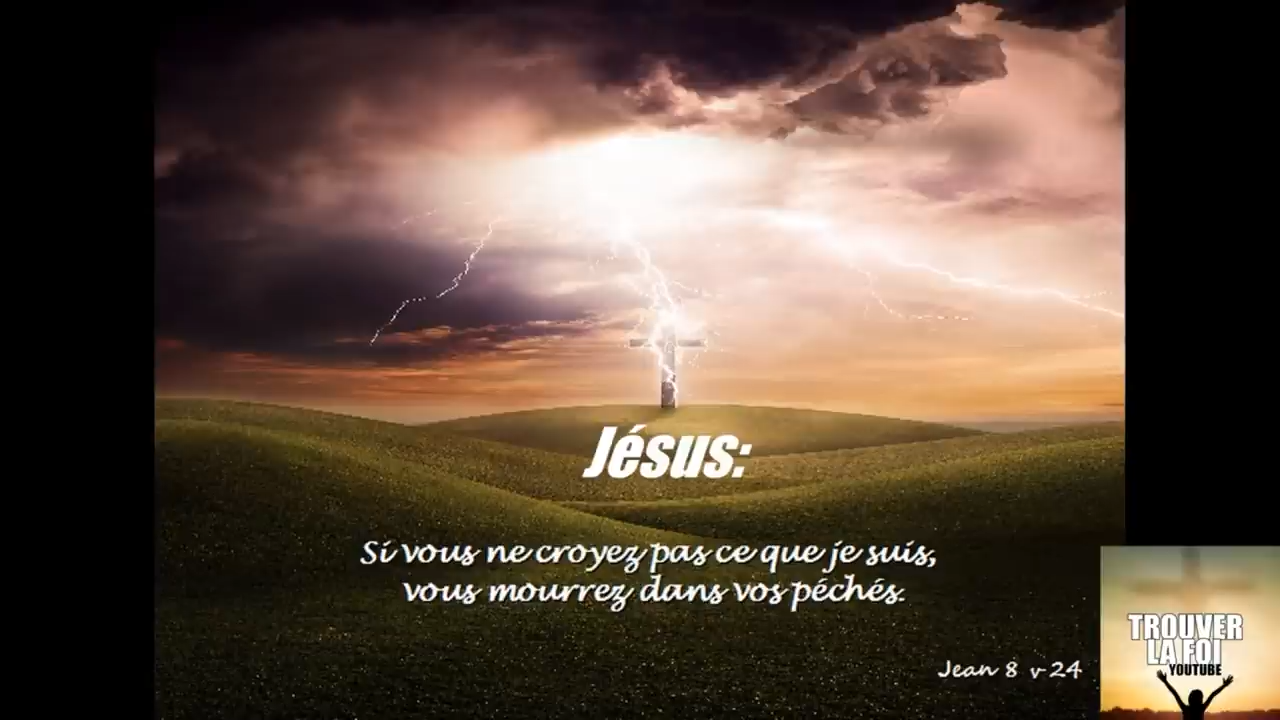 Jésus:
Si vous ne croyez pas ce que je suis,
vous mourrez dans vos péchés.
Jean 8 v 24
TROUVER
LA FOI
YOUTUBE